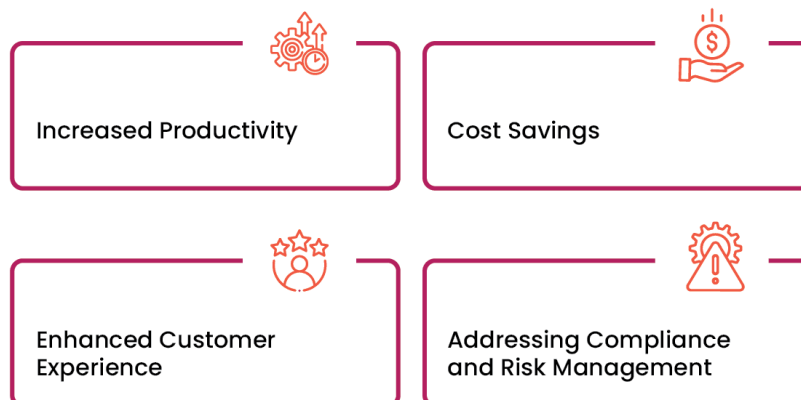 Increased Productivity
Cost Savings
Enhanced Customer
Experience
Addressing Compliance
and Risk Management